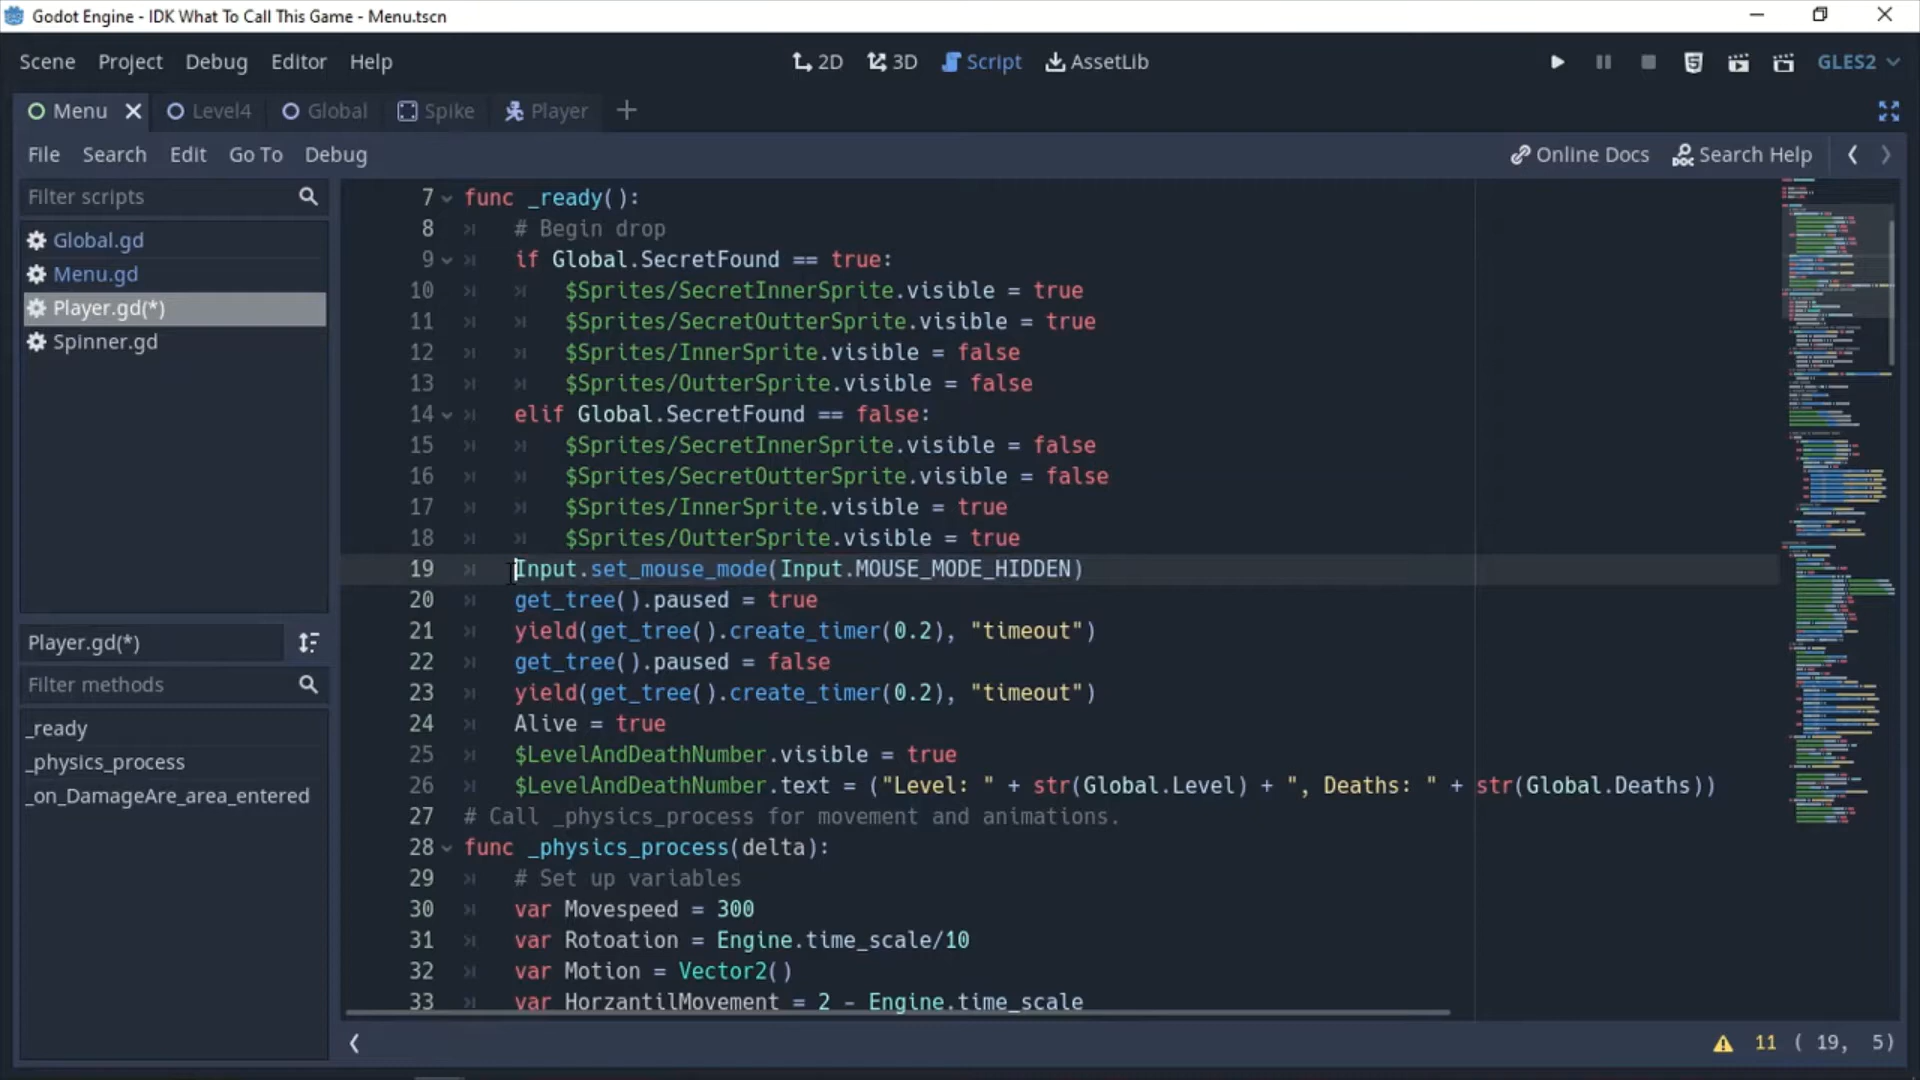 Godot Engine - IDK What To Call This Game - Menu.tscn
Scene Project Debug Editor Help 2D 3D Script AssetLib GLES2
Menu Level4 Global Spike Player
File Search Edit Go To Debug Online Docs Search Help
Filter scripts
Global.gd
Menu.gd
Player.gd(*)
Spinner.gd
Player.gd(*)
Filter methods
_ready
_physics_process
_on_DamageAre_area_entered
7 func _ready():
8 # Begin drop
9 if Global.SecretFound == true:
10 $Sprites/SecretInnerSprite.visible = true
11 $Sprites/SecretOutterSprite.visible = true
12 $Sprites/InnerSprite.visible = false
13 $Sprites/OutterSprite.visible = false
14 elif Global.SecretFound == false:
15 $Sprites/SecretInnerSprite.visible = false
16 $Sprites/SecretOutterSprite.visible = false
17 $Sprites/InnerSprite.visible = true
18 $Sprites/OutterSprite.visible = true
19 Input.set_mouse_mode(Input.MOUSE_MODE_HIDDEN)
20 get_tree().paused = true
21 yield(get_tree().create_timer(0.2), "timeout")
22 get_tree().paused = false
23 yield(get_tree().create_timer(0.2), "timeout")
24 Alive = true
25 $LevelAndDeathNumber.visible = true
26 $LevelAndDeathNumber.text = ("Level: " + str(Global.Level) + ", Deaths: " + str(Global.Deaths))
27 # Call _physics_process for movement and animations.
28 func _physics_process(delta):
29 # Set up variables
30 var Movespeed = 300
31 var Rotoation = Engine.time_scale/10
32 var Motion = Vector2()
33 var HorzantilMovement = 2 - Engine.time_scale
11 ( 19, 5)